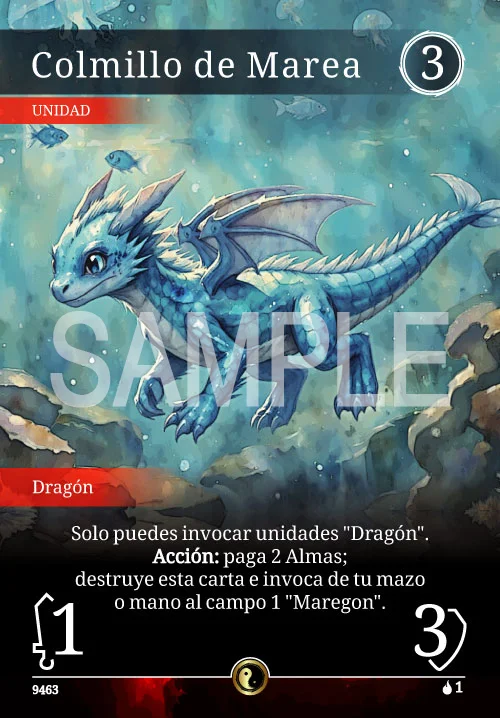 Colmillo de Marea
3
UNIDAD
SAMPLE
Dragón
Solo puedes invocar unidades "Dragón".
Acción: paga 2 Almas;
destruye esta carta e invoca de tu mazo
o mano al campo 1 "Maregon".
1
3
9463
1